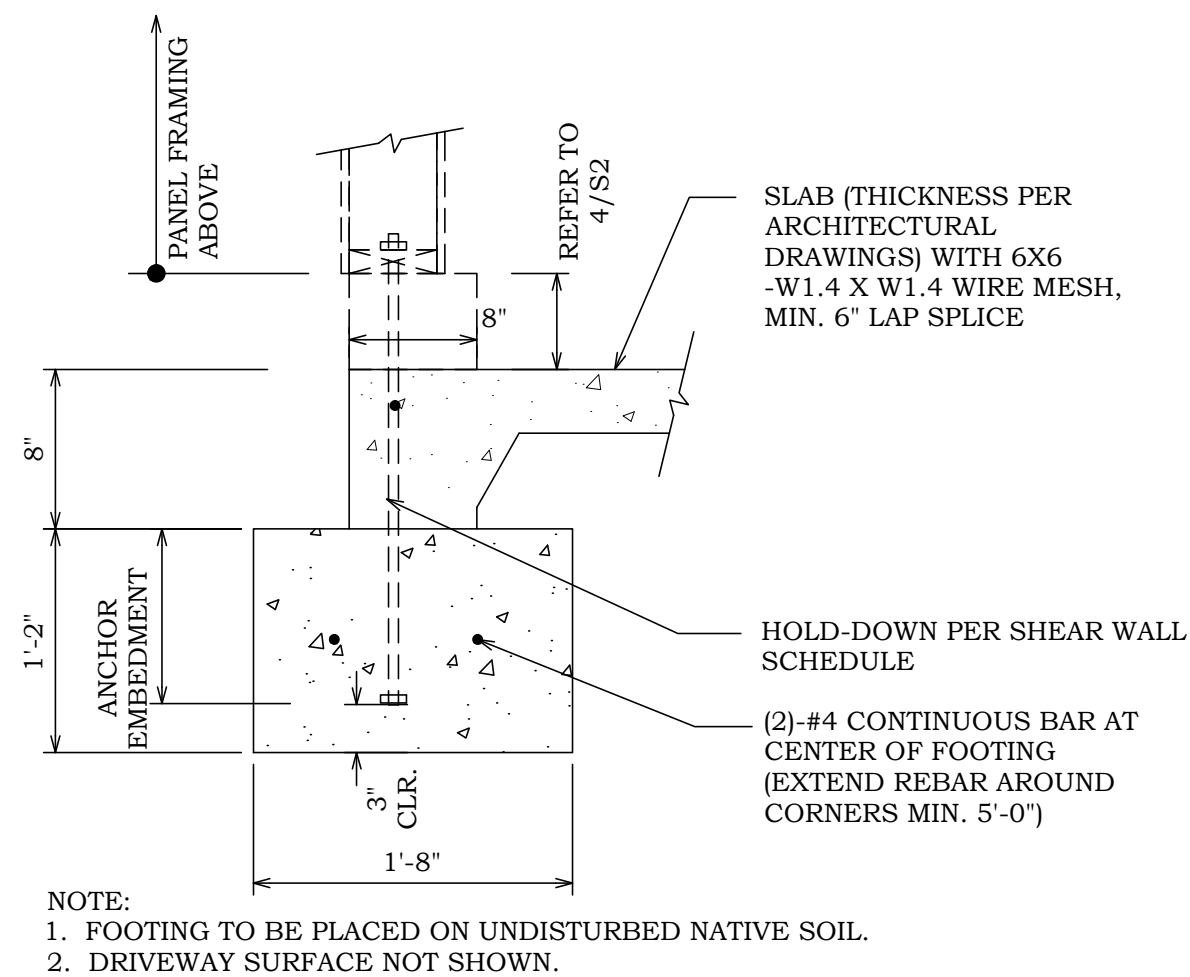 PANEL FRAMING
ABOVE
REFER TO
4/S2
SLAB (THICKNESS PER
ARCHITECTURAL
DRAWINGS) WITH 6X6
-W1.4 X W1.4 WIRE MESH,
MIN. 6" LAP SPLICE
8"
8"
1'-2"
ANCHOR
EMBEDMENT
HOLD-DOWN PER SHEAR WALL
SCHEDULE
(2)-#4 CONTINUOUS BAR AT
CENTER OF FOOTING
(EXTEND REBAR AROUND
CORNERS MIN. 5'-0")
3"
CLR.
1'-8"
NOTE:
1. FOOTING TO BE PLACED ON UNDISTURBED NATIVE SOIL.
2. DRIVEWAY SURFACE NOT SHOWN.